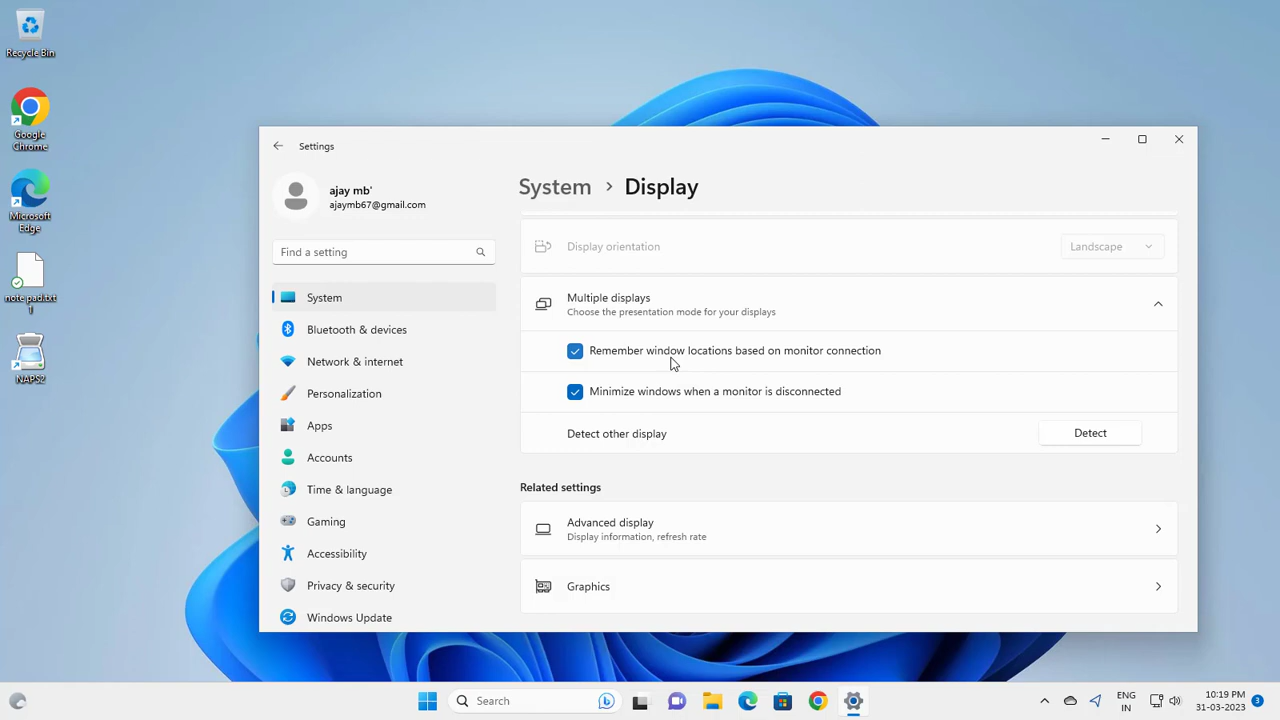 Recycle Bin
Google
Chrome
Microsoft
Edge
note pad.txt
1
NAPS2
Settings
ajay mb'
ajaymb67@gmail.com
Find a setting
System
Bluetooth & devices
Network & internet
Personalization
Apps
Accounts
Time & language
Gaming
Accessibility
Privacy & security
Windows Update
System > Display
Display orientation
Landscape
Multiple displays
Choose the presentation mode for your displays
Remember window locations based on monitor connection
Minimize windows when a monitor is disconnected
Detect other display
Detect
Related settings
Advanced display
Display information, refresh rate
Graphics
Search
ENG
IN
10:19 PM
31-03-2023
3